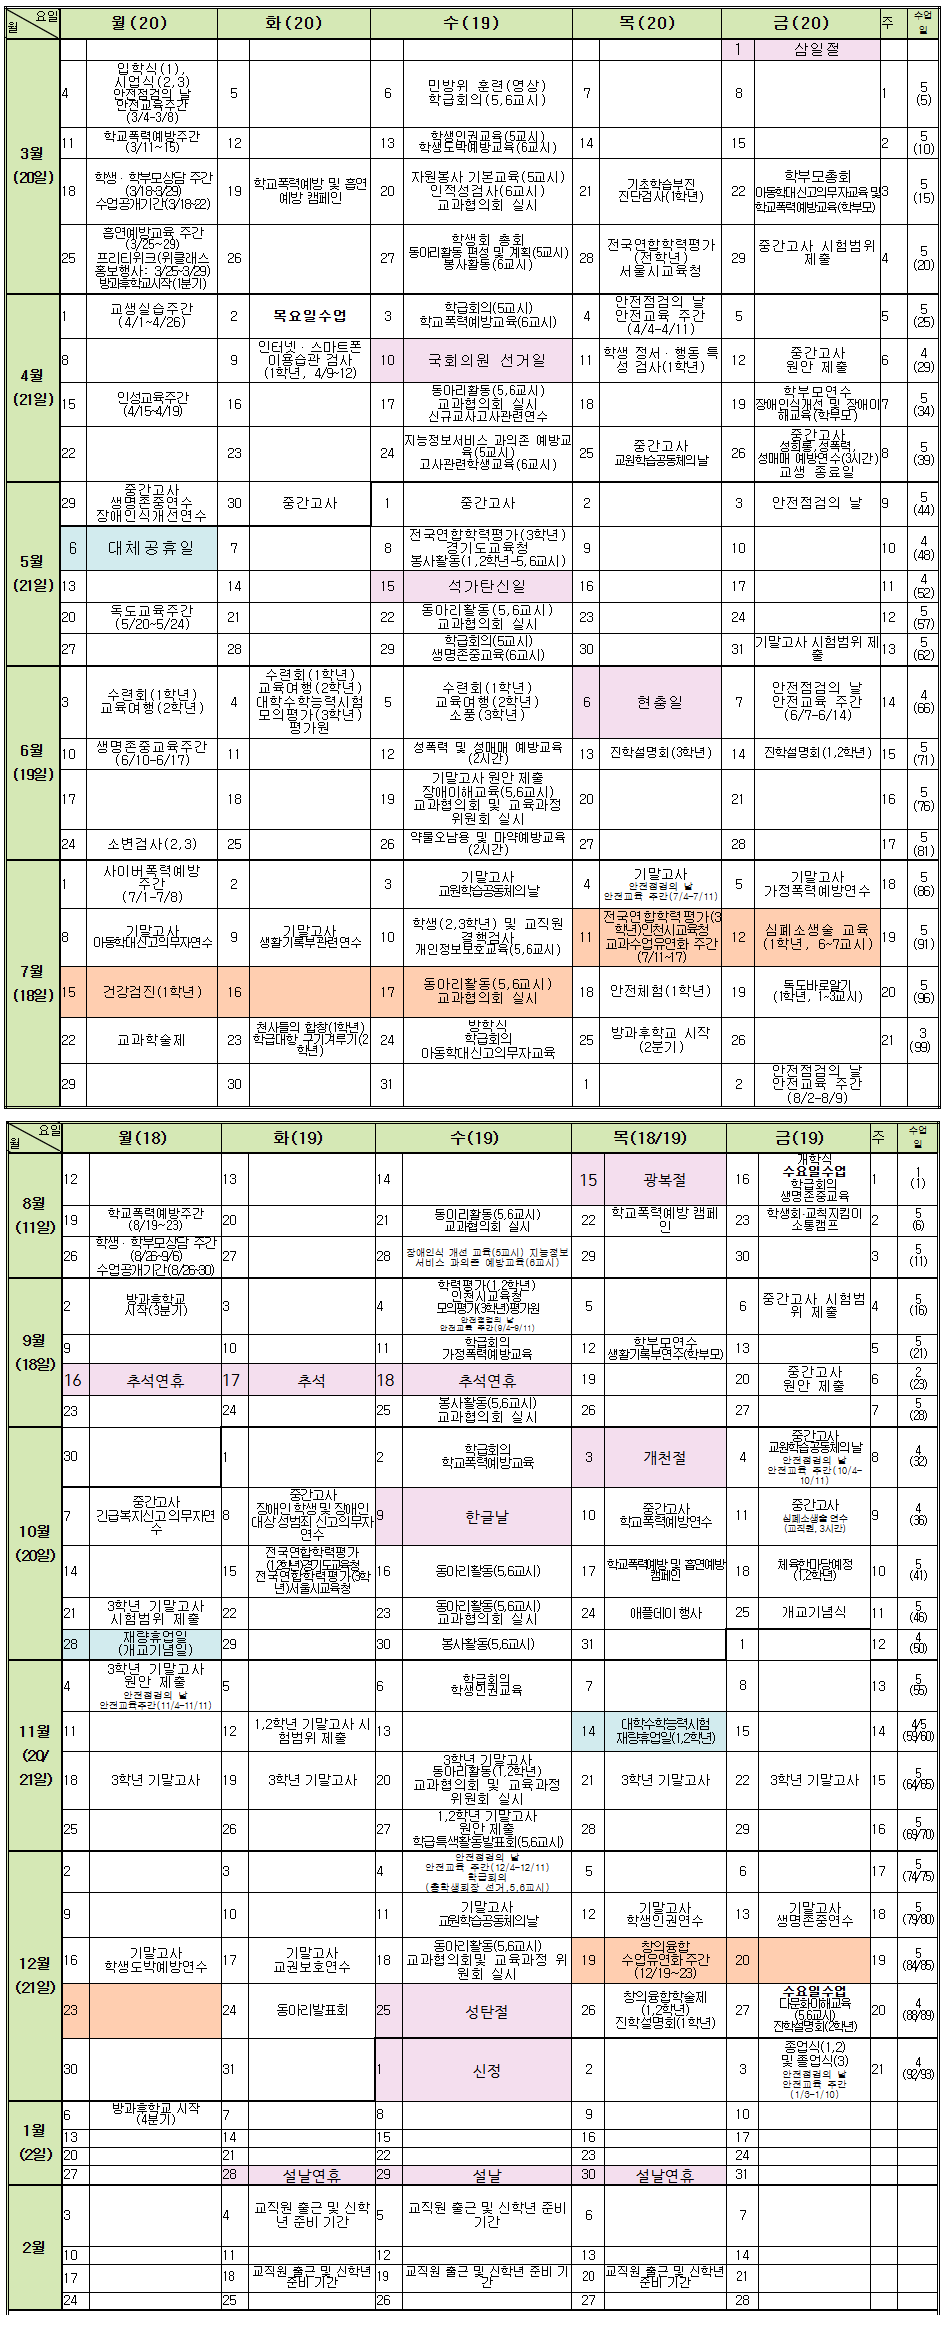 요일
월
월(20) 화(20) 수(19) 목(20) 금(20) 주 수업일
3월
(20일)
1 삼일절
4 입학식(1),
시업식(2,3)
안전점검의 날
안전교육주간
(3/4-3/8)
5
6 민방위 훈련(영상)
학급회의(5,6교시)
7
8
1 5
(5)
11 학교폭력예방주간
(3/11~15)
12
13 학생인권교육(5교시)
학생도박예방교육(6교시)
14
15
2 5
(10)
18 학생·학부모상담 주간
(3/18-3/29)
수업공개기간(3/18-22)
19 학교폭력예방 및 흡연
예방 캠페인
20 자원봉사 기본교육(5교시)
인적성검사(6교시)
교과협의회 실시
21 기초학습부진
진단검사(1학년)
22 학부모총회
아동학대신고의무자교육 및
학교폭력예방교육(학부모)
3 5
(15)
25 흡연예방교육 주간
(3/25~29)
프리티위크(위클래스
홍보행사: 3/25-3/29)
방과후학교시작(1분기)
26
27 학생회 총회
동아리활동 편성 및 계획(5교시)
봉사활동(6교시)
28 전국연합학력평가
(전학년)
서울시교육청
29 중간고사 시험범위
제출
4 5
(20)
4월
(21일)
1 교생실습주간
(4/1~4/26)
2 목요일수업
3 학급회의(5교시)
학교폭력예방교육(6교시)
4 안전점검의 날
안전교육 주간
(4/4-4/11)
5
5 5
(25)
8
9 인터넷·스마트폰
이용습관 검사
(1학년, 4/9~12)
10 국회의원 선거일
11 학생 정서·행동 특
성 검사(1학년)
12 중간고사
원안 제출
6 4
(29)
15 인성교육주간
(4/15~4/19)
16
17 동아리활동(5,6교시)
교과협의회 실시
신규교사고사관련연수
18
19 학부모연수
장애인식개선 및 장애이
해교육(학부모)
7 5
(34)
22
23
24 지능정보서비스 과의존 예방교
육(5교시)
고사관련학생교육(6교시)
25 중간고사
교원학습공동체의날
26 중간고사
성희롱,성폭력,
성매매 예방연수(3시간)
교생 종료일
8 5
(39)
5월
(21일)
29 중간고사
생명존중연수
장애인식개선연수
30 중간고사
1 중간고사
2
3 안전점검의 날
9 5
(44)
6 대체공휴일
7
8 전국연합학력평가(3학년)
경기도교육청
봉사활동(1,2학년-5,6교시)
9
10
10 4
(48)
13
14
15 석가탄신일
16
17
11 4
(52)
20 독도교육주간
(5/20~5/24)
21
22 동아리활동(5,6교시)
교과협의회 실시
23
24
12 5
(57)
27
28
29 학급회의(5교시)
생명존중교육(6교시)
30
31 기말고사 시험범위 제
출
13 5
(62)
6월
(19일)
3 수련회(1학년)
교육여행(2학년)
4 수련회(1학년)
교육여행(2학년)
대학수학능력시험
모의평가(3학년)
평가원
5 수련회(1학년)
교육여행(2학년)
소풍(3학년)
6 현충일
7 안전점검의 날
안전교육 주간
(6/7-6/14)
14 4
(66)
10 생명존중교육주간
(6/10-6/17)
11
12 성폭력 및 성매매 예방교육
(2시간)
13 진학설명회(3학년)
14 진학설명회(1,2학년)
15 5
(71)
17
18
19 기말고사 원안 제출
장애이해교육(5,6교시)
교과협의회 및 교육과정
위원회 실시
20
21
16 5
(76)
24 소변검사(2,3)
25
26 약물오남용 및 마약예방교육
(2시간)
27
28
17 5
(81)
7월
(18일)
1 사이버폭력예방
주간
(7/1-7/8)
2
3 기말고사
교원학습공동체의날
4 기말고사
안전점검의 날
안전교육 주간(7/4-7/11)
5 기말고사
가정폭력예방연수
18 5
(86)
8 기말고사
아동학대신고의무자연수
9 기말고사
생활기록부관련연수
10 학생(2,3학년) 및 교직원
결핵검사
개인정보보호교육(5,6교시)
11 전국연합학력평가(3
학년)인천시교육청
교과수업유연화 주간
(7/11~17)
12 심폐소생술 교육
(1학년, 6~7교시)
19 5
(91)
15 건강검진(1학년)
16
17 동아리활동(5,6교시)
교과협의회 실시
18 안전체험(1학년)
19 독도바로알기
(1학년, 1~3교시)
20 5
(96)
22 교과학술제
23 천사들의 합창(1학년)
학급대항 구기겨루기(2
학년)
24 방학식
학급회의
아동학대신고의무자교육
25 방과후학교 시작
(2분기)
26
21 3
(99)
29
30
31
1
2 안전점검의 날
안전교육 주간
(8/2-8/9)
요일
월
월(18) 화(19) 수(19) 목(18/19) 금(19) 주 수업일
8월
(11일)
12
13
14
15 광복절
16 개학식
수요일수업
학급회의
생명존중교육
1 1
(1)
19 학교폭력예방주간
(8/19~23)
20
21 동미리활동(5,6교시)
교과협의회 실시
22 학교폭력예방 캠페
인
23 학생회·교칙지킴이
소통캠프
2 5
(6)
26 학생·학부모상담 주간
(8/26-9/6)
수업공개기간(8/26-30)
27
28 장애인식 개선 교육(5교시) 지능정보
서비스 과의존 예방교육(6교시)
29
30
3 5
(11)
9월
(18일)
2 방과후학교
시작(3분기)
3
4 학력평가(1,2학년)
인천시교육청
모의평가(3학년)평가원
안전점검의 날
안전교육 주간(9/4-9/11)
5
6 중간고사 시험범
위 제출
4 5
(16)
9
10
11 학급회의
가정폭력예방교육
12 학부모연수
생활기록부연수(학부모)
13
5 5
(21)
16 추석연휴
17 추석
18 추석연휴
19
20 중간고사
원안 제출
6 2
(23)
23
24
25 봉사활동(5,6교시)
교과협의회 실시
26
27
7 5
(28)
10월
(20일)
30
1
2 학급회의
학교폭력예방교육
3 개천절
4 중간고사
교원학습공동체의날
안전점검의 날
안전교육 주간(10/4-
10/11)
8 4
(32)
7 중간고사
긴급복지신고 의무자연
수
8 중간고사
장애인 학생 및 장애인
대상 성범죄 신고의무자
연수
9 한글날
10 중간고사
학교폭력예방연수
11 중간고사
심폐소생술 연수
(교직원, 3시간)
9 4
(36)
14
15 전국연합학력평가
(1,2학년)경기도교육청
전국연합학력평가(3학
년)서울시교육청
16 동아리활동(5,6교시)
17 학교폭력예방 및 흡연예방
캠페인
18 체육한마당예정
(1,2학년)
10 5
(41)
21 3학년 기말고사
시험범위 제출
22
23 동아리활동(5,6교시)
교과협의회 실시
24 애플데이 행사
25 개교기념식
11 5
(46)
28 재량휴업일
(개교기념일)
29
30 봉사활동(5,6교시)
31
1
12 4
(50)
11월
(20/
21일)
4 3학년 기말고사
원안 제출
안전점검의 날
안전교육주간(11/4-11/11)
5
6 학급회의
학생인권교육
7
8
13 5
(55)
11
12 1,2학년 기말고사 시
험범위 제출
13
14 대학수학능력시험
재량휴업일(1,2학년)
15
14 4/5
(59/60)
18 3학년 기말고사
19 3학년 기말고사
20 3학년 기말고사
동아리활동(1,2학년)
교과협의회 및 교육과정
위원회 실시
21 3학년 기말고사
22 3학년 기말고사
15 5
(64/65)
25
26
27 1,2학년 기말고사
원안 제출
학급특색활동발표회(5,6교시)
28
29
16 5
(69/70)
12월
(21일)
2
3
4 안전점검의 날
안전교육 주간(12/4-12/11)
학급회의
(총학생회장 선거,5,6교시)
5
6
17 5
(74/75)
9
10
11 기말고사
교원학습공동체의날
12 기말고사
학생인권연수
13 기말고사
생명존중연수
18 5
(79/80)
16 기말고사
학생도박예방연수
17 기말고사
교권보호연수
18 동아리활동(5,6교시)
교과협의회및 교육과정 위
원회 실시
19 창의융합
수업유연화 주간
(12/19~23)
20
19 5
(84/85)
23
24 동아리발표회
25 성탄절
26 창의융합학술제
(1,2학년)
진학설명회(1학년)
27 수요일수업
다문화이해교육
(5,6교시)
진학설명회(2학년)
20 4
(88/89)
30
31
1 신정
2
3 종업식(1,2)
및 졸업식(3)
안전점검의 날
안전교육 주간
(1/3-1/10)
21 4
(92/93)
1월
(2일)
6 방과후학교 시작
(4분기)
7
8
9
10
13
14
15
16
17
20
21
22
23
24
27
28 설날연휴
29 설날
30 설날연휴
31
2월
3
4 교직원 출근 및 신학
년 준비 기간
5 교직원 출근 및 신학년 준비
기간
6
7
10
11
12
13
14
17
18 교직원 출근 및 신학년
준비 기간
19 교직원 출근 및 신학년 준비 기
간
20 교직원 출근 및 신학년
준비 기간
21
24
25
26
27
28